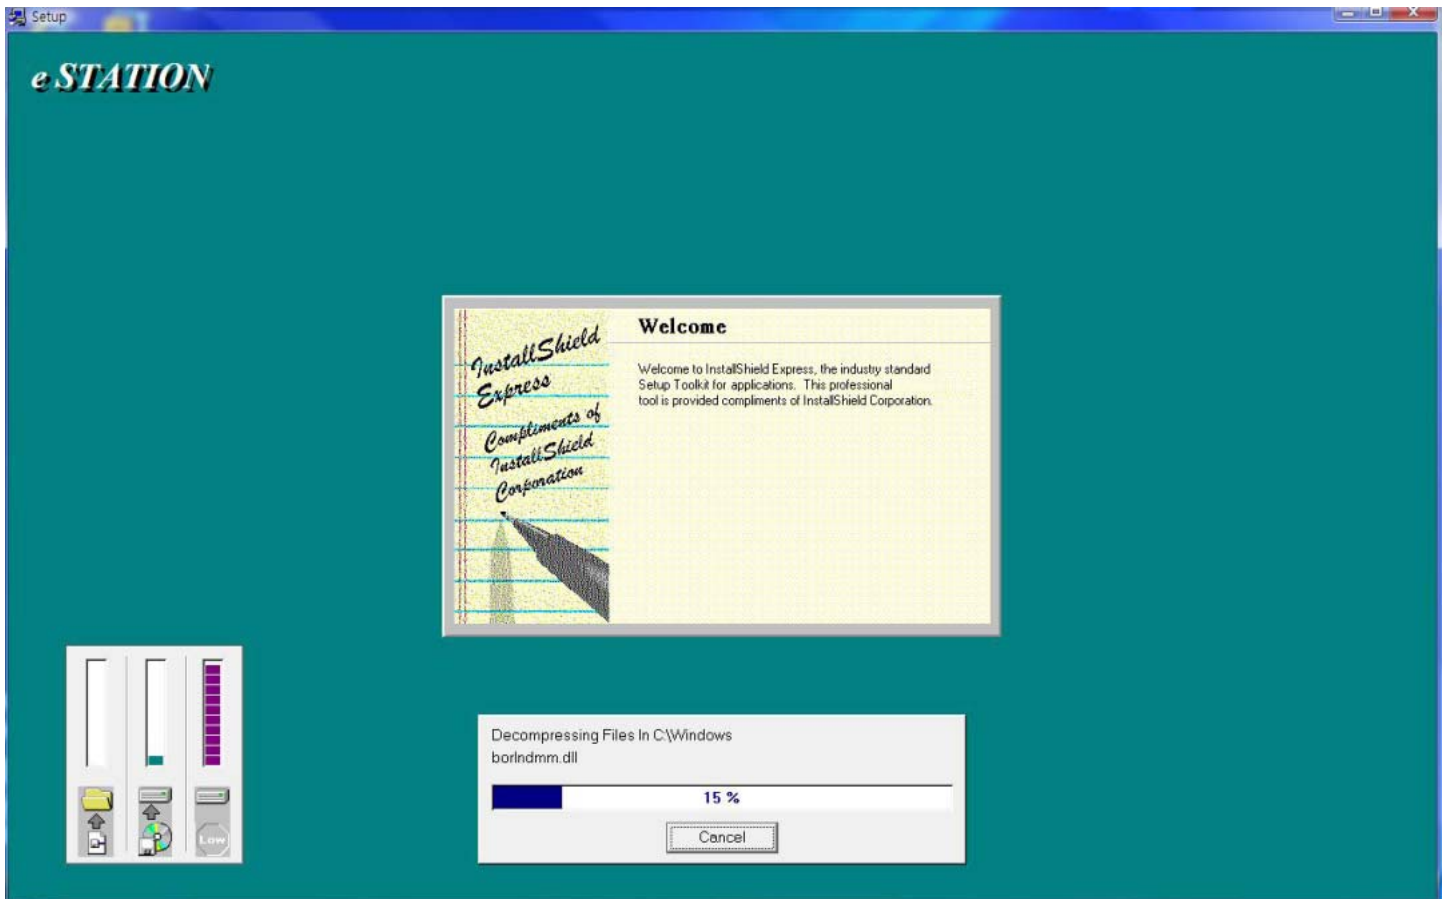 Setup
e STATION
InstallShield
Express
Compliments of
InstallShield
Corporation
Welcome
Welcome to InstallShield Express, the industry standard
Setup Toolkit for applications.  This professional
tool is provided compliments of InstallShield Corporation.
Low
Decompressing Files In C:\Windows
borlndmm.dll
15 %
Cancel